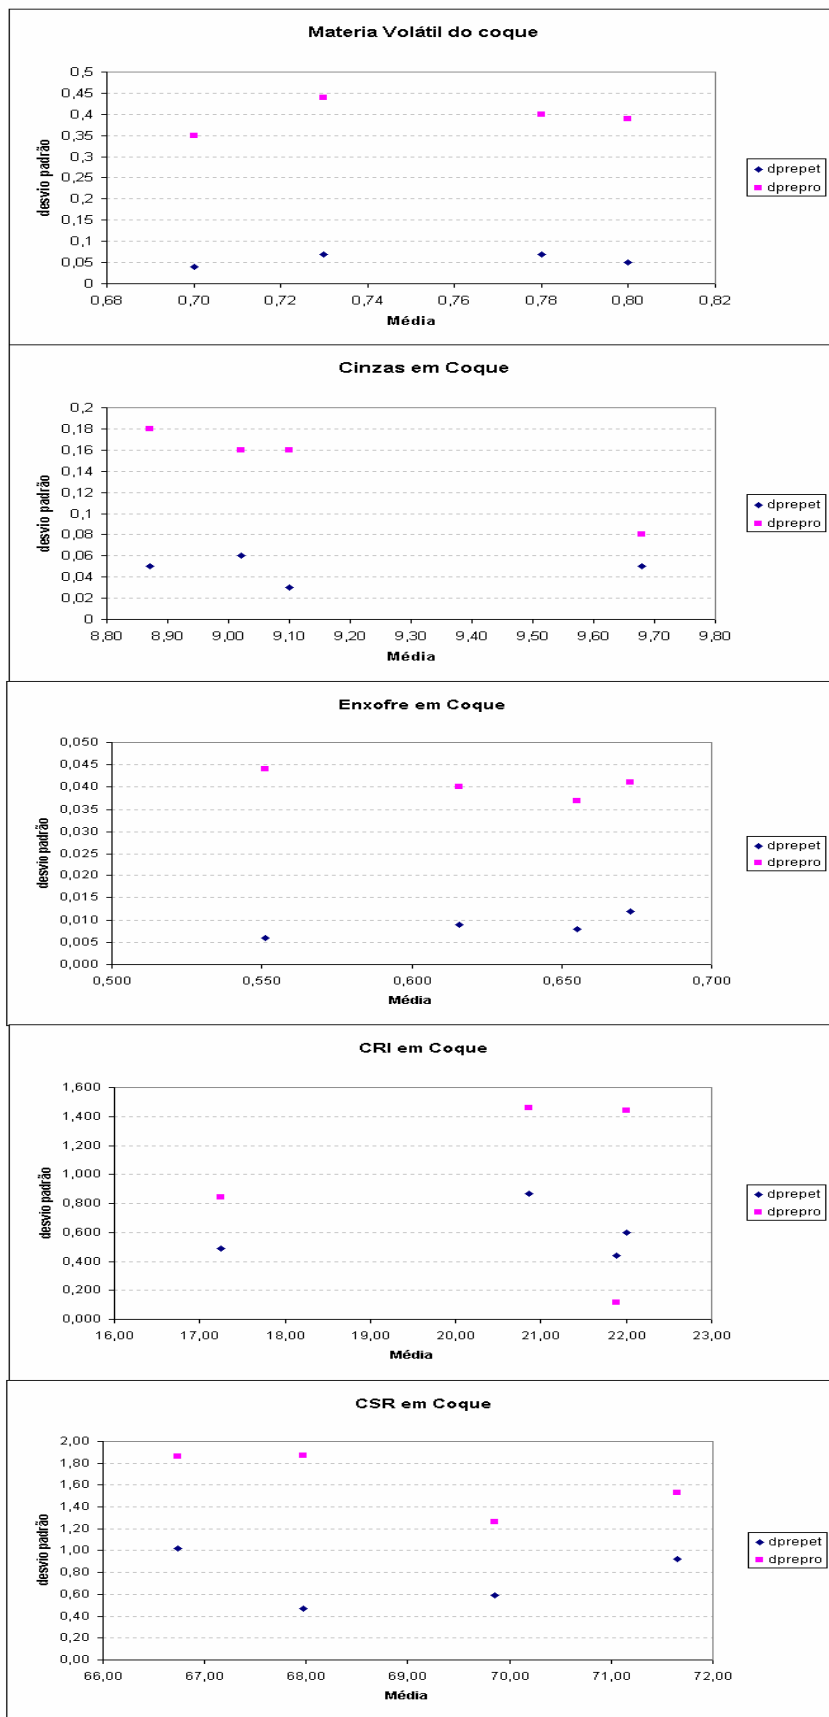 Materia Volátil do coque
0,5
0,45
0,4
0,35
0,3
0,25
0,2
0,15
0,1
0,05
0
desvio padrão
0,68 0,70 0,72 0,74 0,76 0,78 0,80 0,82
Média
dprepet
dprepro
Cinzas em Coque
0,2
0,18
0,16
0,14
0,12
0,1
0,08
0,06
0,04
0,02
0
desvio padrão
8,80 8,90 9,00 9,10 9,20 9,30 9,40 9,50 9,60 9,70 9,80
Média
dprepet
dprepro
Enxofre em Coque
0,050
0,045
0,040
0,035
0,030
0,025
0,020
0,015
0,010
0,005
0,000
desvio padrão
0,500 0,550 0,600 0,650 0,700
Média
dprepet
dprepro
CRI em Coque
1,600
1,400
1,200
1,000
0,800
0,600
0,400
0,200
0,000
desvio padrão
16,00 17,00 18,00 19,00 20,00 21,00 22,00 23,00
Média
dprepet
dprepro
CSR em Coque
2,00
1,80
1,60
1,40
1,20
1,00
0,80
0,60
0,40
0,20
0,00
desvio padrão
66,00 67,00 68,00 69,00 70,00 71,00 72,00
Média
dprepet
dprepro